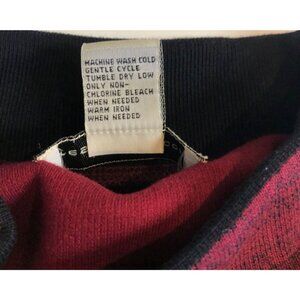 MACHINE WASH COLD
GENTLE CYCLE
TUMBLE DRY LOW
ONLY NON-
CHLORINE BLEACH
WHEN NEEDED
WARM IRON
WHEN NEEDED